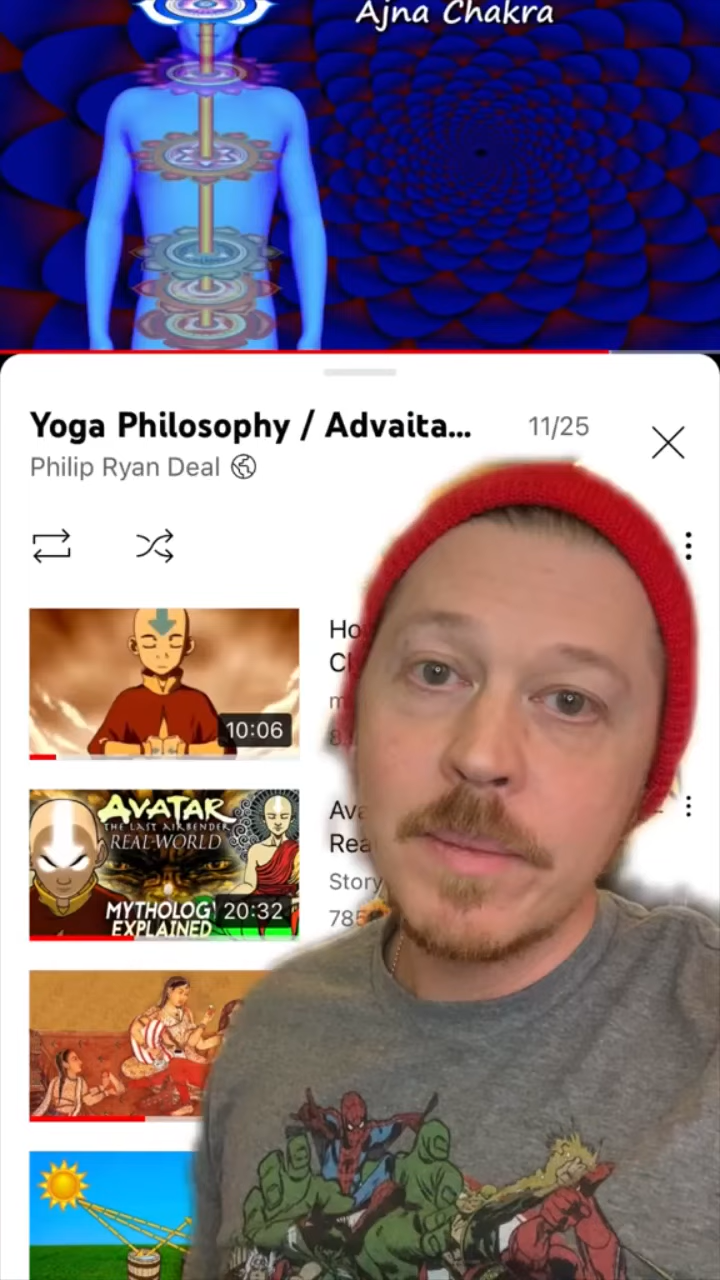 Ajna Chakra
Yoga Philosophy / Advaita...
11/25
Philip Ryan Deal
10:06
AVATAR
THE LAST AIRBENDER
REAL-WORLD
MYTHOLOGY
EXPLAINED
20:32
Story
785